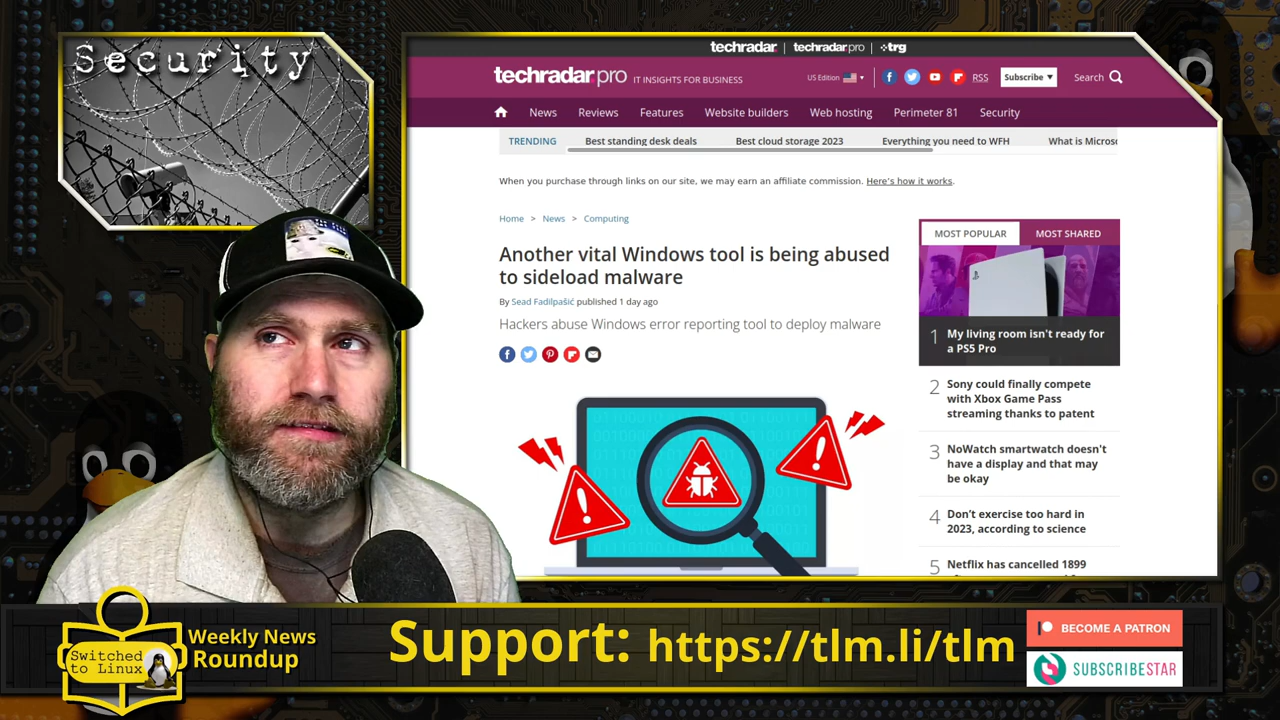 Security
techradar. | techradar pro | trg
techradar pro IT INSIGHTS FOR BUSINESS
US Edition
RSS
Subscribe ▼
Search
News
Reviews
Features
Website builders
Web hosting
Perimeter 81
Security
TRENDING
Best standing desk deals
Best cloud storage 2023
Everything you need to WFH
What is Microsc
When you purchase through links on our site, we may earn an affiliate commission. Here's how it works.
Home > News > Computing
Another vital Windows tool is being abused
to sideload malware
By Sead Fadilpašić published 1 day ago
Hackers abuse Windows error reporting tool to deploy malware
MOST POPULAR
MOST SHARED
1 My living room isn't ready for
a PS5 Pro
2 Sony could finally compete
with Xbox Game Pass
streaming thanks to patent
3 NoWatch smartwatch doesn't
have a display and that may
be okay
4 Don't exercise too hard in
2023, according to science
5 Netflix has cancelled 1899
Switched
to Linux
Weekly News
Roundup
Support: https://tlm.li/tlm
BECOME A PATRON
SUBSCRIBESTAR